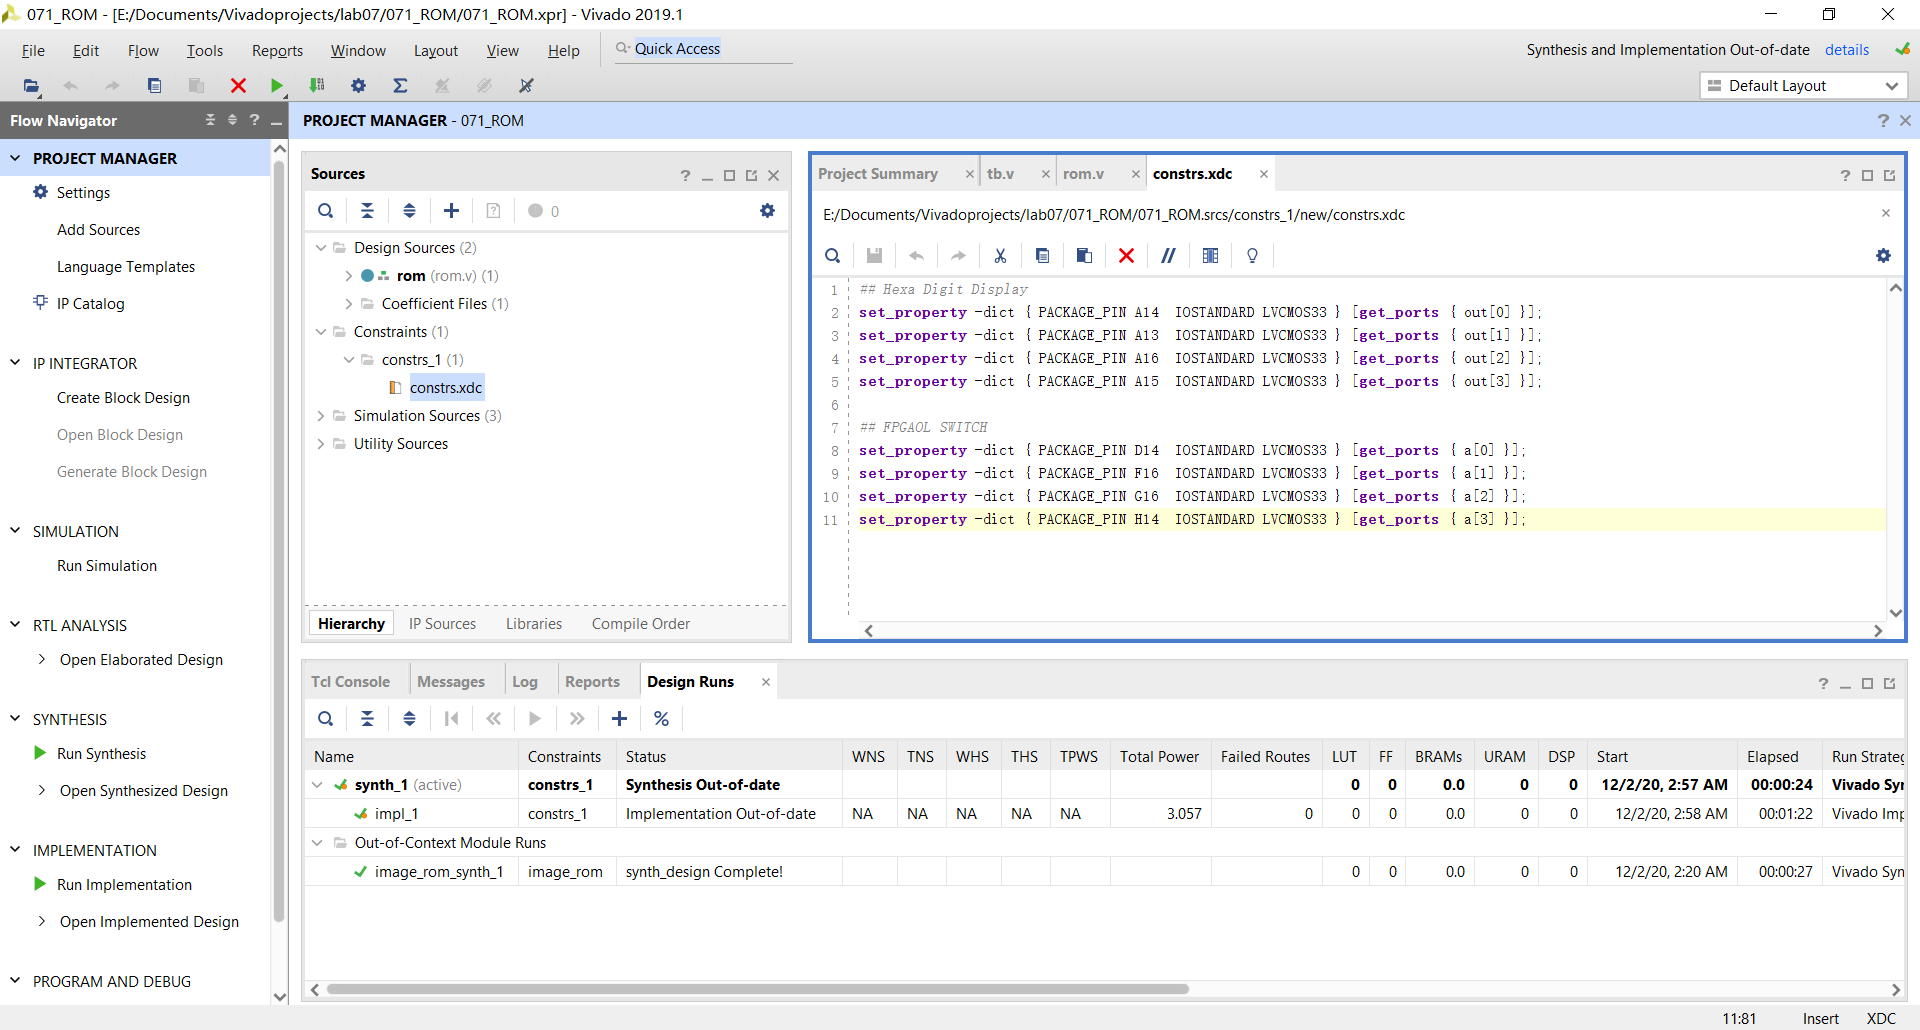 071_ROM - [E:/Documents/Vivadoprojects/lab07/071_ROM/071_ROM.xpr] - Vivado 2019.1
File Edit Flow Tools Reports Window Layout View Help Quick Access
Synthesis and Implementation Out-of-date details
Default Layout
Flow Navigator
PROJECT MANAGER
Settings
Add Sources
Language Templates
IP Catalog
IP INTEGRATOR
Create Block Design
Open Block Design
Generate Block Design
SIMULATION
Run Simulation
RTL ANALYSIS
Open Elaborated Design
SYNTHESIS
Run Synthesis
Open Synthesized Design
IMPLEMENTATION
Run Implementation
Open Implemented Design
PROGRAM AND DEBUG
PROJECT MANAGER - 071_ROM
Sources
0
Design Sources (2)
rom (rom.v) (1)
Coefficient Files (1)
Constraints (1)
constrs_1 (1)
constrs.xdc
Simulation Sources (3)
Utility Sources
Hierarchy IP Sources Libraries Compile Order
Project Summary tb.v rom.v constrs.xdc
E:/Documents/Vivadoprojects/lab07/071_ROM/071_ROM.srcs/constrs_1/new/constrs.xdc
1 ## Hexa Digit Display
2 set_property -dict { PACKAGE_PIN A14 IOSTANDARD LVCMOS33 } [get_ports { out[0] }];
3 set_property -dict { PACKAGE_PIN A13 IOSTANDARD LVCMOS33 } [get_ports { out[1] }];
4 set_property -dict { PACKAGE_PIN A16 IOSTANDARD LVCMOS33 } [get_ports { out[2] }];
5 set_property -dict { PACKAGE_PIN A15 IOSTANDARD LVCMOS33 } [get_ports { out[3] }];
6
7 ## FPGAOL SWITCH
8 set_property -dict { PACKAGE_PIN D14 IOSTANDARD LVCMOS33 } [get_ports { a[0] }];
9 set_property -dict { PACKAGE_PIN F16 IOSTANDARD LVCMOS33 } [get_ports { a[1] }];
10 set_property -dict { PACKAGE_PIN G16 IOSTANDARD LVCMOS33 } [get_ports { a[2] }];
11 set_property -dict { PACKAGE_PIN H14 IOSTANDARD LVCMOS33 } [get_ports { a[3] }];
Tcl Console Messages Log Reports Design Runs
Name Constraints Status WNS TNS WHS THS TPWS Total Power Failed Routes LUT FF BRAMs URAM DSP Start Elapsed Run Strateg
synth_1 (active) constrs_1 Synthesis Out-of-date 0 0 0.0 0 0 12/2/20, 2:57 AM 00:00:24 Vivado Syn
impl_1 constrs_1 Implementation Out-of-date NA NA NA NA NA 3.057 0 0 0 0.0 0 0 12/2/20, 2:58 AM 00:01:22 Vivado Imp
Out-of-Context Module Runs
image_rom_synth_1 image_rom synth_design Complete! 0 0 0.0 0 0 12/2/20, 2:20 AM 00:00:27 Vivado Syn
11:81 Insert XDC